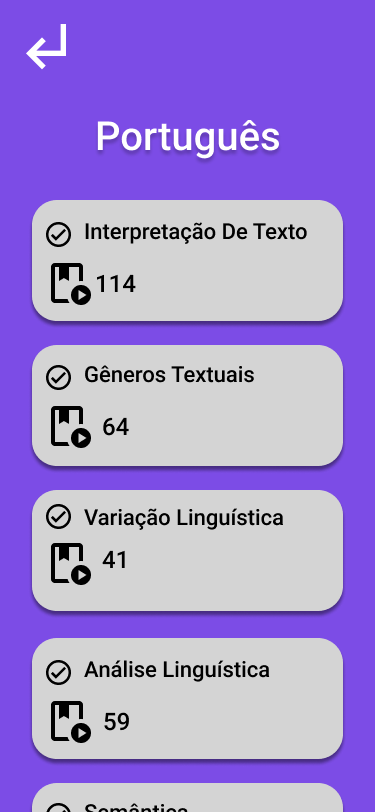 Português
Interpretação De Texto
114
Gêneros Textuais
64
Variação Linguística
41
Análise Linguística
59
Semântica